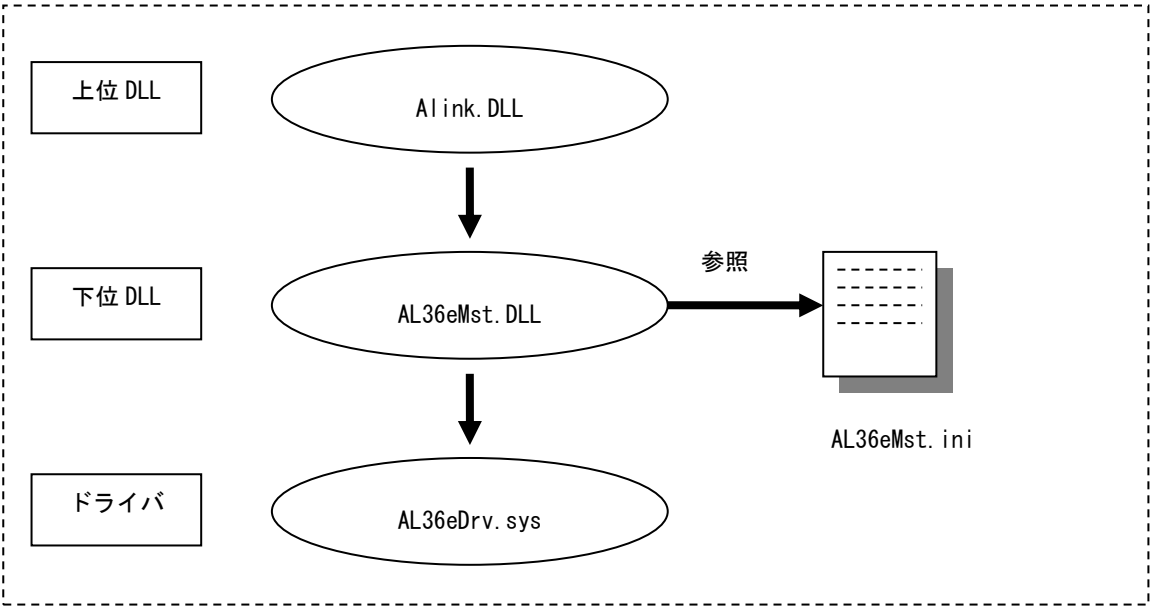 上位 DLL
Alink.DLL
参照
下位 DLL
AL36eMst.DLL
AL36eMst.ini
ドライバ
AL36eDrv.sys